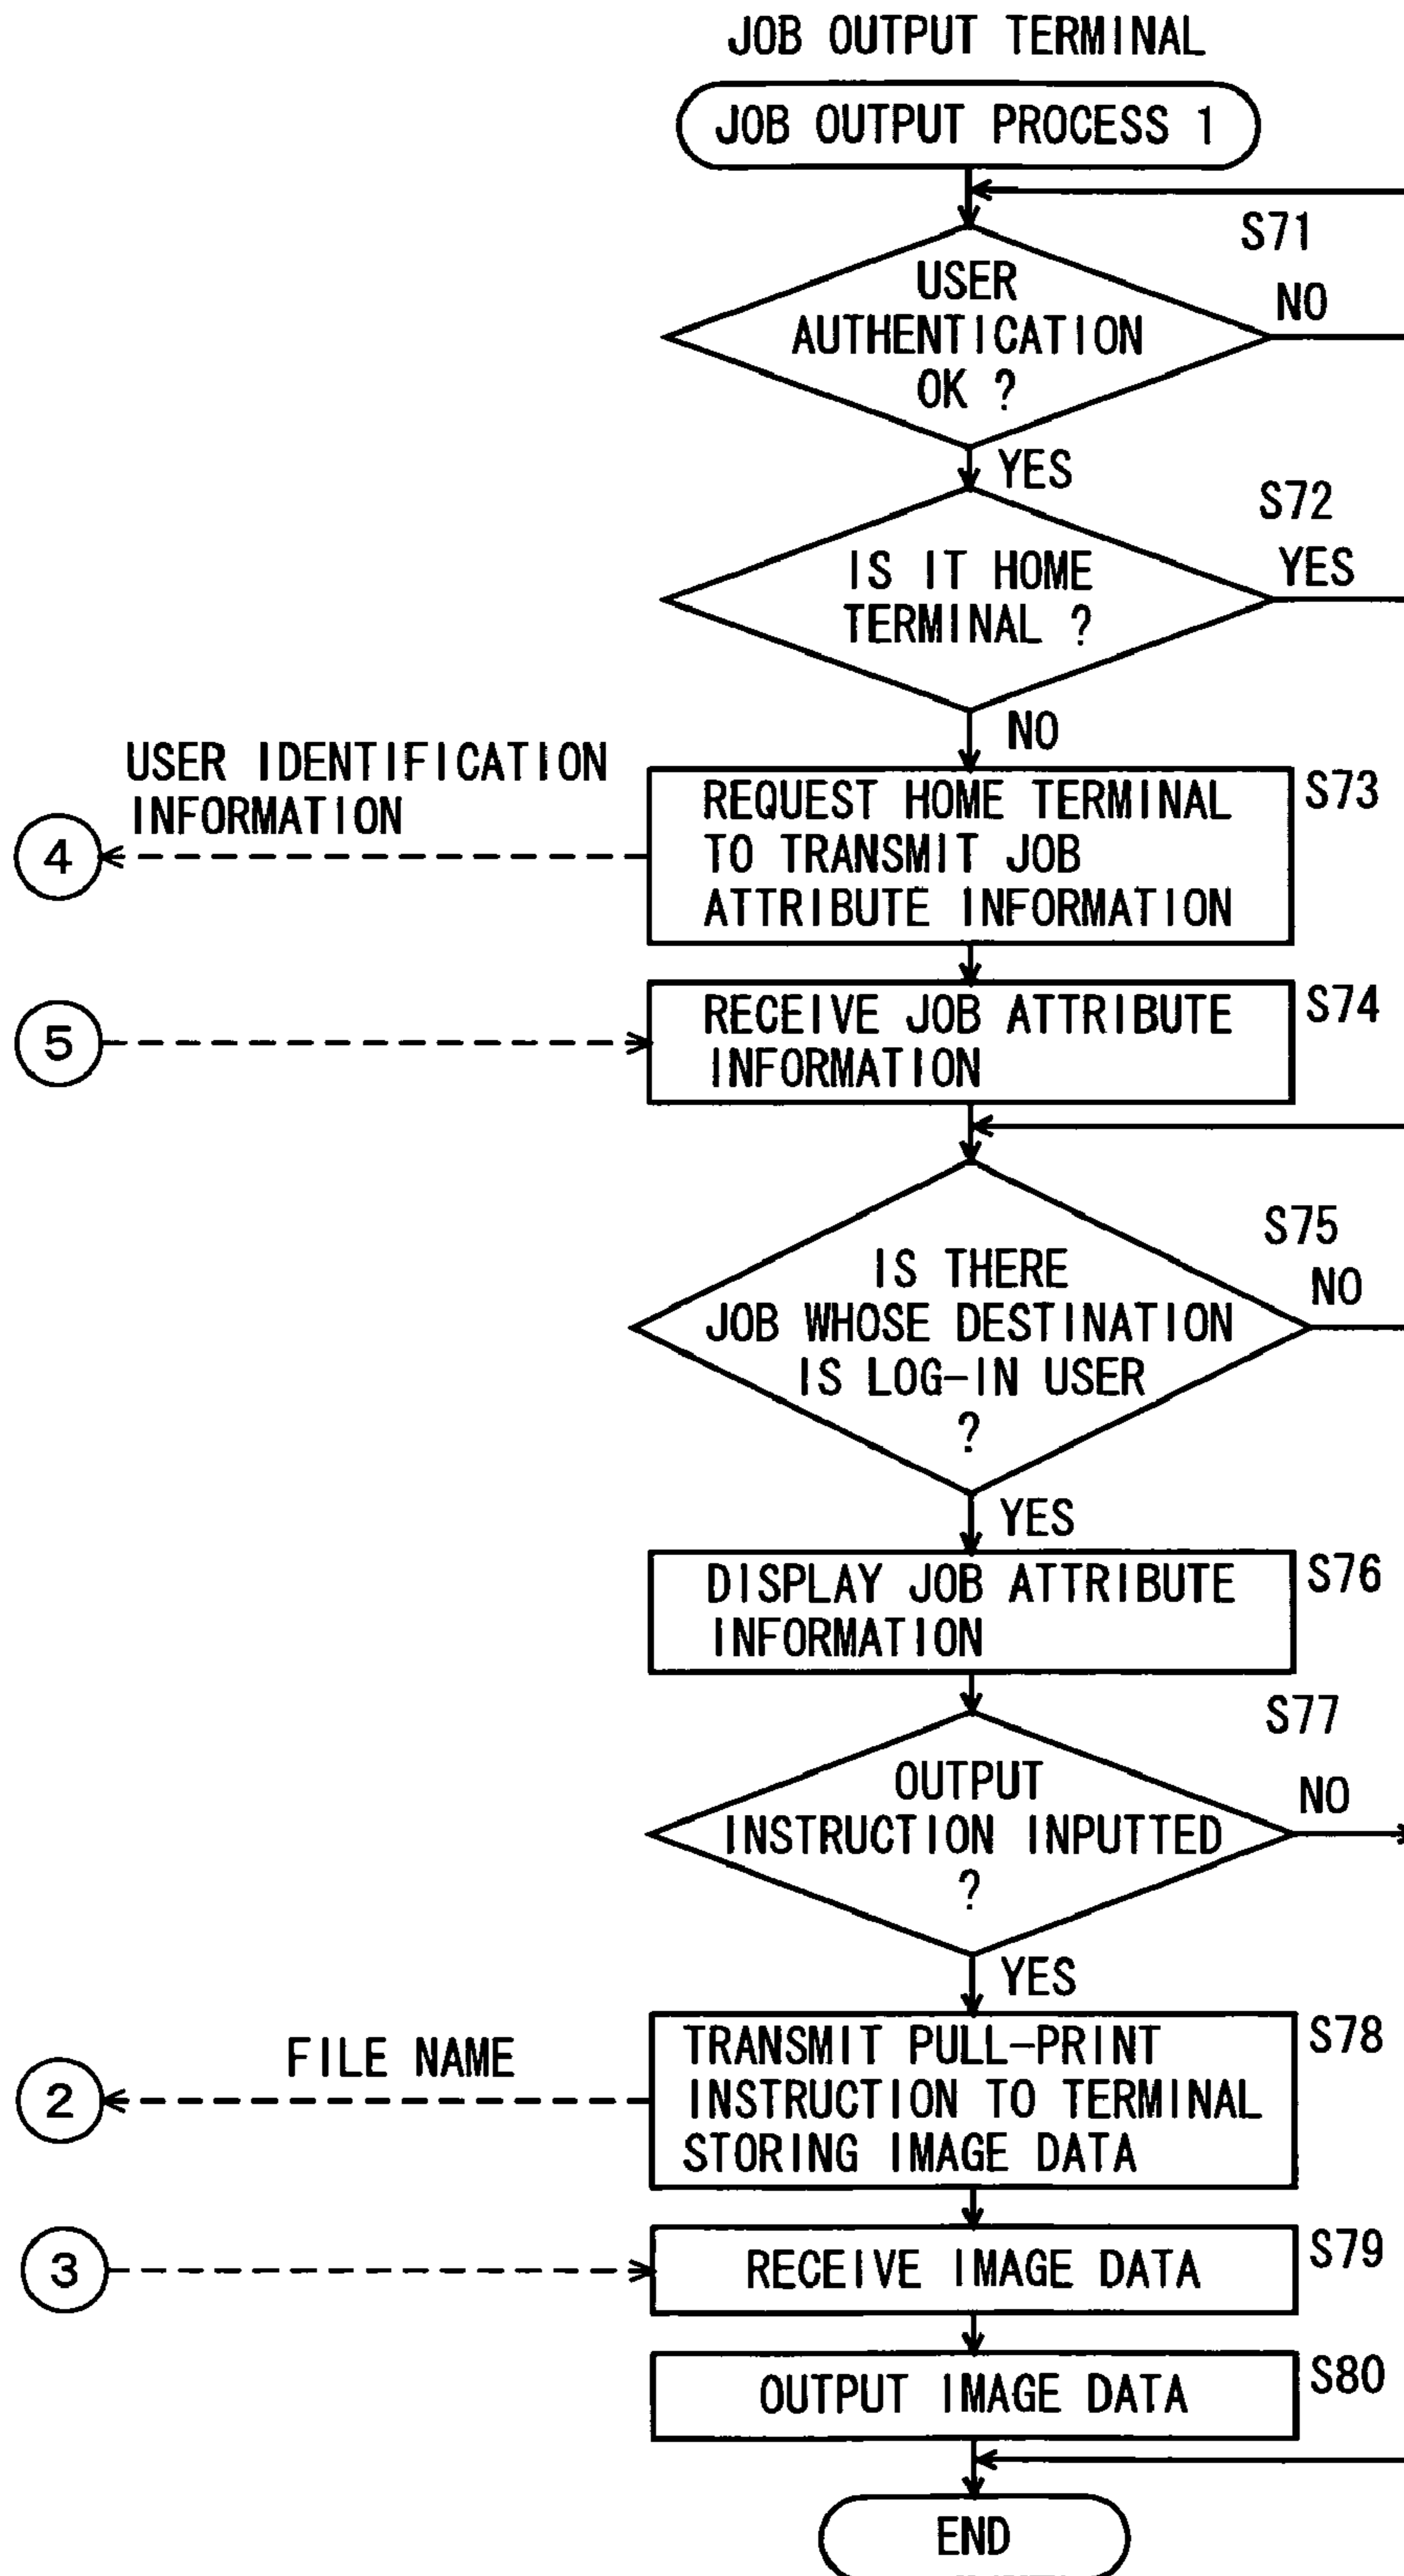 JOB OUTPUT TERMINAL
JOB OUTPUT PROCESS 1
S71
USER
AUTHENTICATION
OK ?
NO
YES
S72
IS IT HOME
TERMINAL ?
YES
NO
USER IDENTIFICATION
INFORMATION
4
REQUEST HOME TERMINAL
TO TRANSMIT JOB
ATTRIBUTE INFORMATION
S73
5
RECEIVE JOB ATTRIBUTE
INFORMATION
S74
S75
IS THERE
JOB WHOSE DESTINATION
IS LOG-IN USER
?
NO
YES
DISPLAY JOB ATTRIBUTE
INFORMATION
S76
S77
OUTPUT
INSTRUCTION INPUTTED
?
NO
YES
FILE NAME
2
TRANSMIT PULL-PRINT
INSTRUCTION TO TERMINAL
STORING IMAGE DATA
S78
3
RECEIVE IMAGE DATA
S79
OUTPUT IMAGE DATA
S80
END